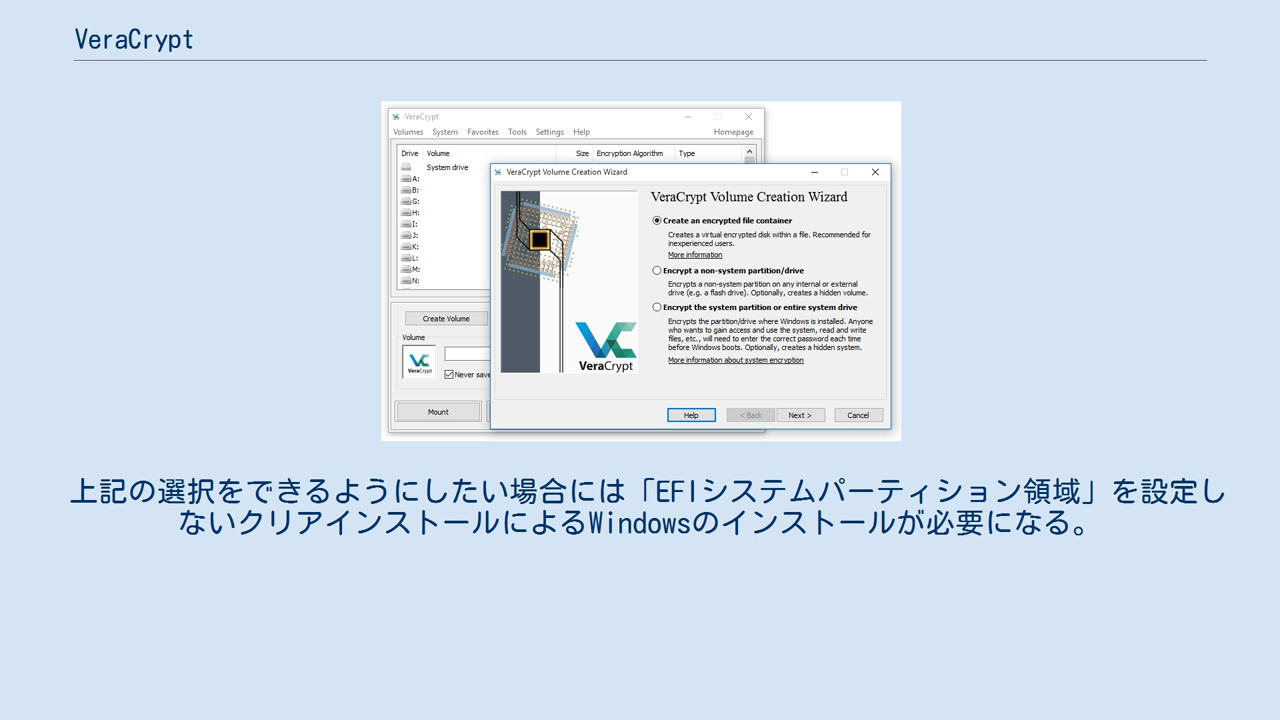 VeraCrypt
VeraCrypt
Volumes System Favorites Tools Settings Help Homepage
Drive Volume Size Encryption Algorithm Type
System drive
A:
B:
G:
H:
I:
J:
K:
L:
M:
N:
Create Volume
Volume
VeraCrypt
Never save
Mount
VeraCrypt Volume Creation Wizard
VeraCrypt Volume Creation Wizard
Create an encrypted file container
Creates a virtual encrypted disk within a file. Recommended for
inexperienced users.
More information
Encrypt a non-system partition/drive
Encrypts a non-system partition on any internal or external
drive (e.g. a flash drive). Optionally, creates a hidden volume.
Encrypt the system partition or entire system drive
Encrypts the partition/drive where Windows is installed. Anyone
who wants to gain access and use the system, read and write
files, etc., will need to enter the correct password each time
before Windows boots. Optionally, creates a hidden system.
More information about system encryption
VeraCrypt
Help < Back Next > Cancel
上記の選択をできるようにしたい場合には「EFIシステムパーティション領域」を設定し
ないクリアインストールによるWindowsのインストールが必要になる。